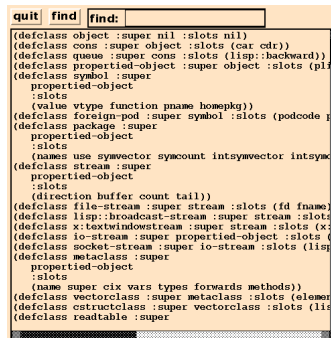 quit find find:
(defclass object :super nil :slots nil)
(defclass cons :super object :slots (car cdr))
(defclass queue :super cons :slots (lisp::backward))
(defclass propertied-object :super object :slots (pli
(defclass symbol :super
propertied-object
:slots
(value vtype function pname homepkg))
(defclass foreign-pod :super symbol :slots (podcode p
(defclass package :super
propertied-object
:slots
(names use symvector symcount intsymvector intsymc
(defclass stream :super
propertied-object
:slots
(direction buffer count tail))
(defclass file-stream :super stream :slots (fd fname)
(defclass lisp::broadcast-stream :super stream :slots
(defclass x:textwindowstream :super stream :slots (x:
(defclass io-stream :super propertied-object :slots (
(defclass socket-stream :super io-stream :slots (lisp
(defclass metaclass :super
propertied-object
:slots
(name super cix vars types forwards methods))
(defclass vectorclass :super metaclass :slots (elemen
(defclass cstructclass :super vectorclass :slots (lis
(defclass readtable :super